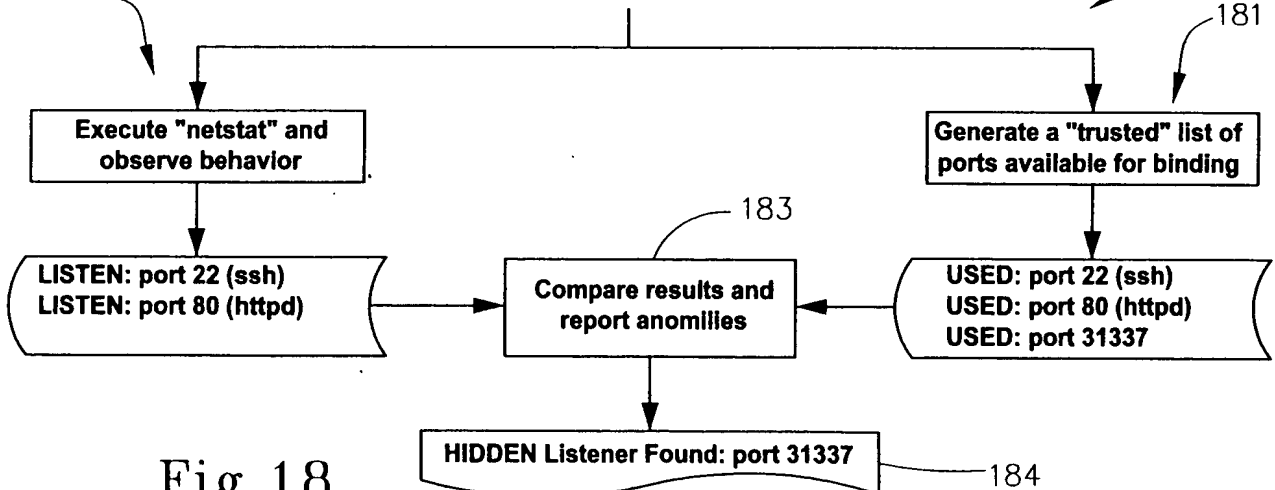 181
Execute "netstat" and
observe behavior
Generate a "trusted" list of
ports available for binding
183
LISTEN: port 22 (ssh)
LISTEN: port 80 (httpd)
Compare results and
report anomilies
USED: port 22 (ssh)
USED: port 80 (httpd)
USED: port 31337
HIDDEN Listener Found: port 31337
184
Fig 18